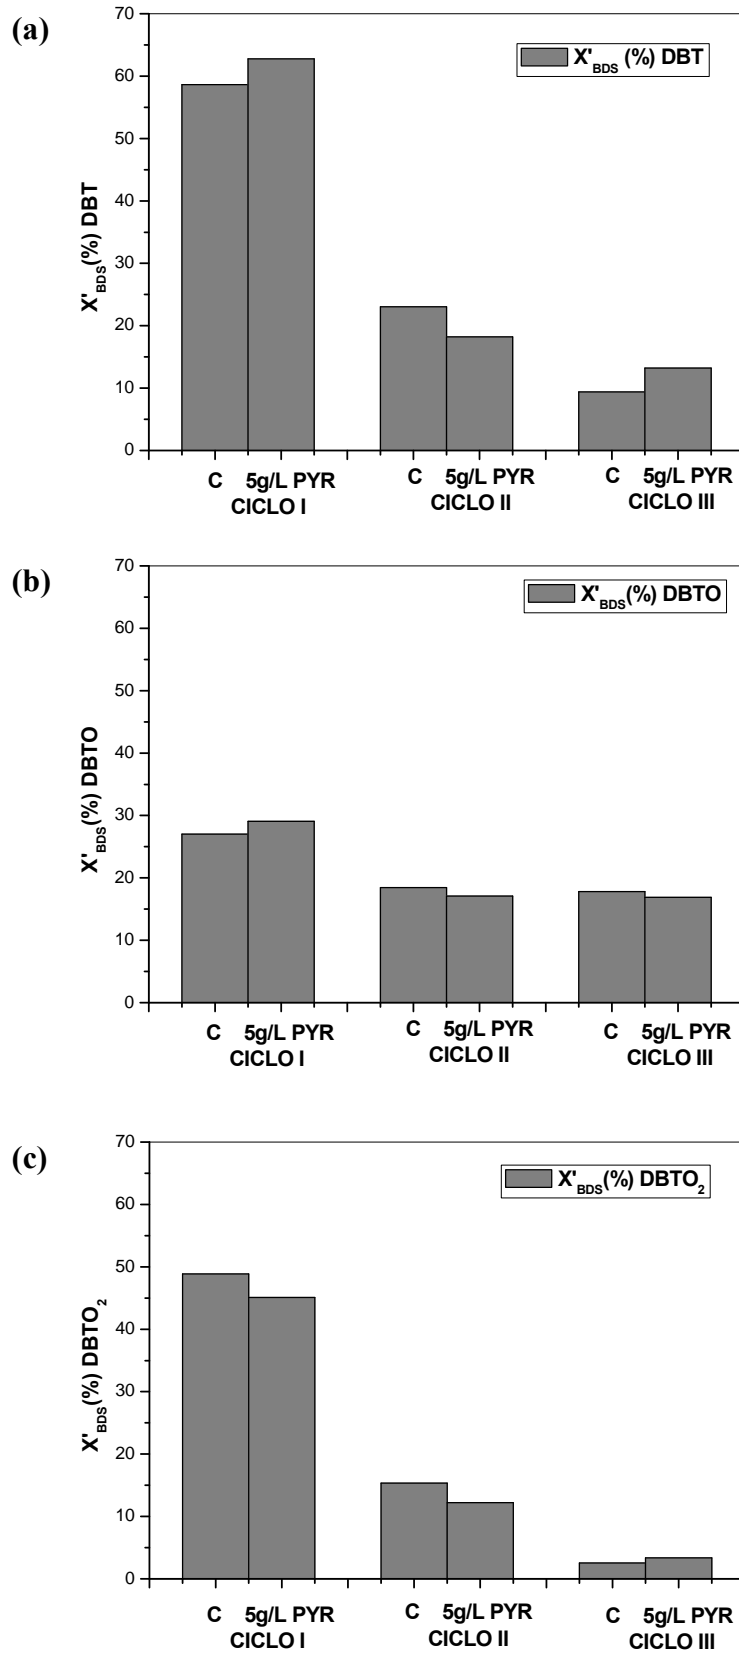 (a)
70
60
50
40
30
20
10
0
X'BDS(%) DBT
X'BDS (%) DBT
C 5g/L PYR C 5g/L PYR C 5g/L PYR
CICLO I CICLO II CICLO III
(b)
70
60
50
40
30
20
10
0
X'BDS(%) DBTO
X'BDS(%) DBTO
C 5g/L PYR C 5g/L PYR C 5g/L PYR
CICLO I CICLO II CICLO III
(c)
70
60
50
40
30
20
10
0
X'BDS(%) DBTO2
X'BDS(%) DBTO2
C 5g/L PYR C 5g/L PYR C 5g/L PYR
CICLO I CICLO II CICLO III